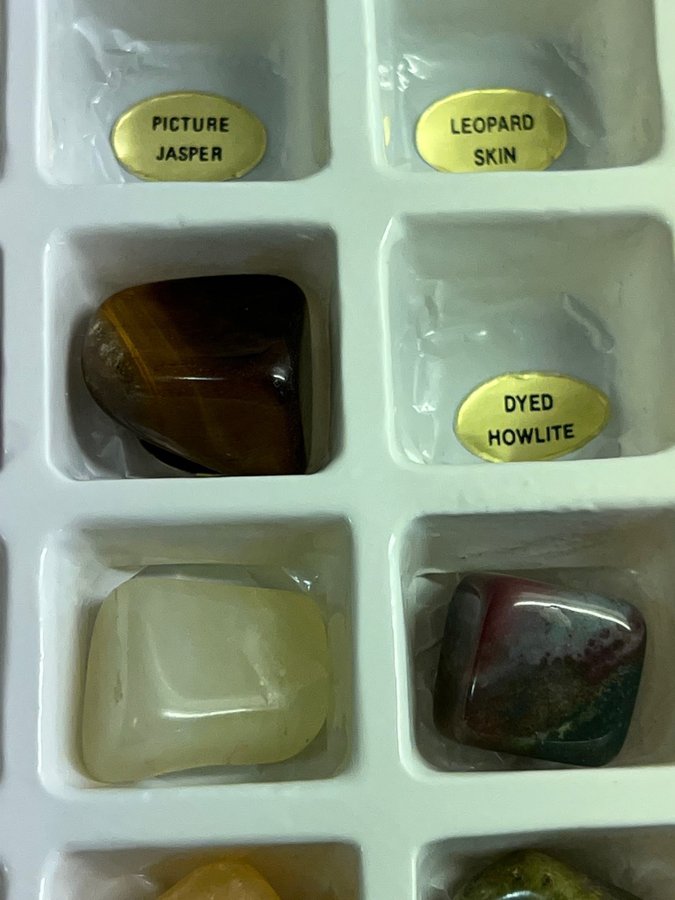 PICTURE
JASPER
LEOPARD
SKIN
DYED
HOWLITE